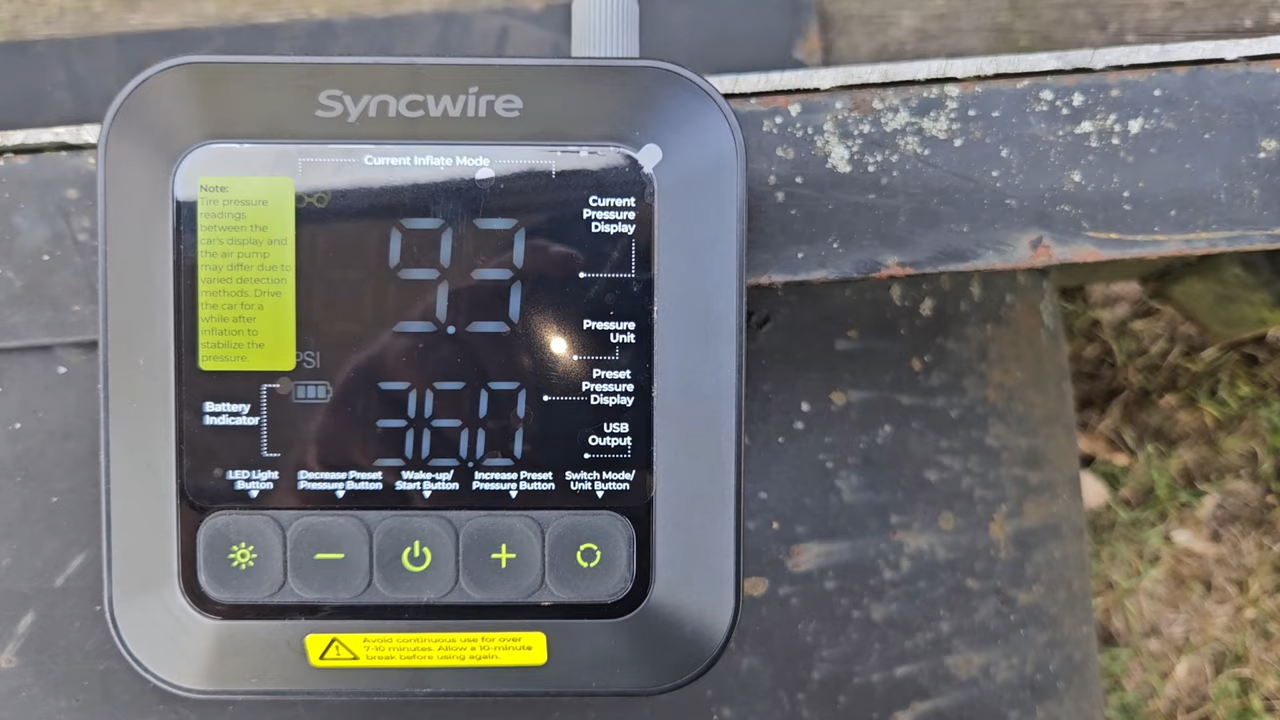 Syncwire
Current Inflate Mode
Note:
Tire pressure
readings
between the
car's display and
the air pump
may differ due to
varied detection
methods. Drive
the car for a
while after
inflation to
stabilize the
pressure.
Current
Pressure
Display
9.3
Pressure
Unit
PSI
Preset
Pressure
Display
Battery
Indicator
36.0
USB
Output
LED Light
Button
Decrease Preset
Pressure Button
Wake-up/
Start Button
Increase Preset
Pressure Button
Switch Mode/
Unit Button
Avoid continuous use for over
7-10 minutes. Allow a 10-minute
break before using again.